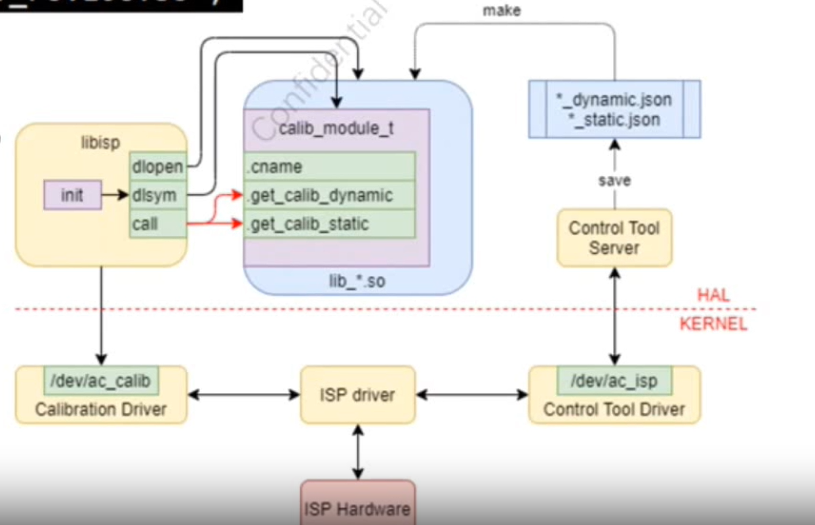 make
Confidential
*_dynamic.json
*_static.json
libisp
calib_module_t
dlopen
.cname
init
dlsym
.get_calib_dynamic
save
call
.get_calib_static
Control Tool
Server
lib_*.so
HAL
KERNEL
/dev/ac_calib
Calibration Driver
ISP driver
/dev/ac_isp
Control Tool Driver
ISP Hardware